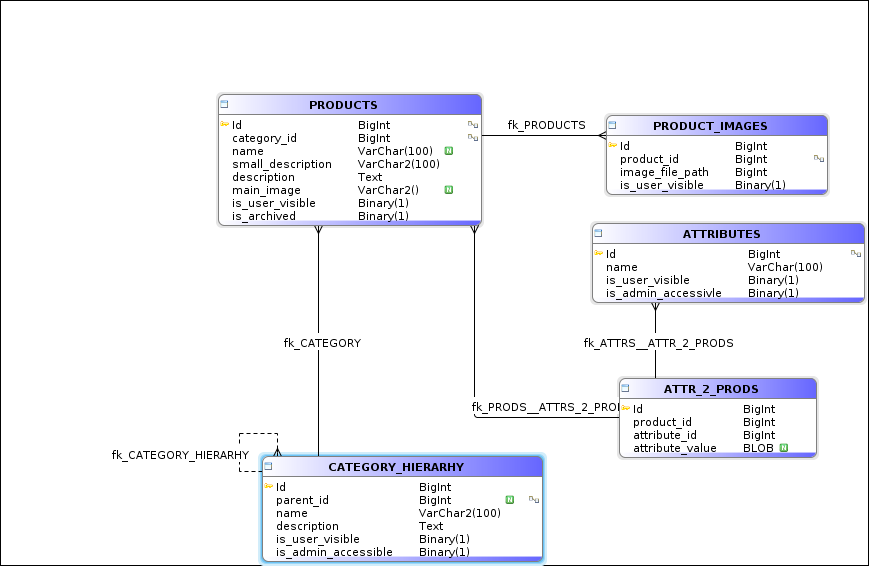 PRODUCTS
Id BigInt
category_id BigInt
name VarChar(100) N
small_description VarChar2(100)
description Text
main_image VarChar2() N
is_user_visible Binary(1)
is_archived Binary(1)
fk_PRODUCTS
PRODUCT_IMAGES
Id BigInt
product_id BigInt
image_file_path BigInt
is_user_visible Binary(1)
ATTRIBUTES
Id BigInt
name VarChar(100)
is_user_visible Binary(1)
is_admin_accessivle Binary(1)
fk_CATEGORY
fk_ATTRS__ATTR_2_PRODS
fk_PRODS__ATTRS_2_PRO
ATTR_2_PRODS
Id BigInt
product_id BigInt
attribute_id BigInt
attribute_value BLOB N
fk_CATEGORY_HIERARHY
CATEGORY_HIERARHY
Id BigInt
parent_id BigInt N
name VarChar2(100)
description Text
is_user_visible Binary(1)
is_admin_accessible Binary(1)